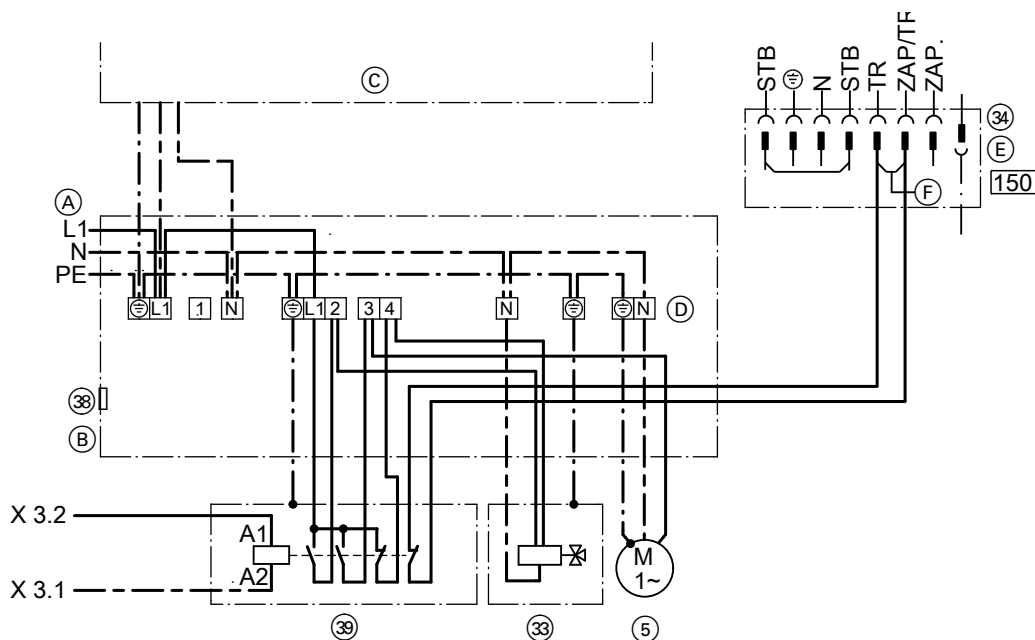 C
STB
N
STB
TR
ZAP/TR
ZAP.
34
E
150
F
A
L1
N
PE
L1
1
N
L1
2
3
4
N
N
D
38
B
X 3.2
A1
A2
X 3.1
M
1~
39
33
5